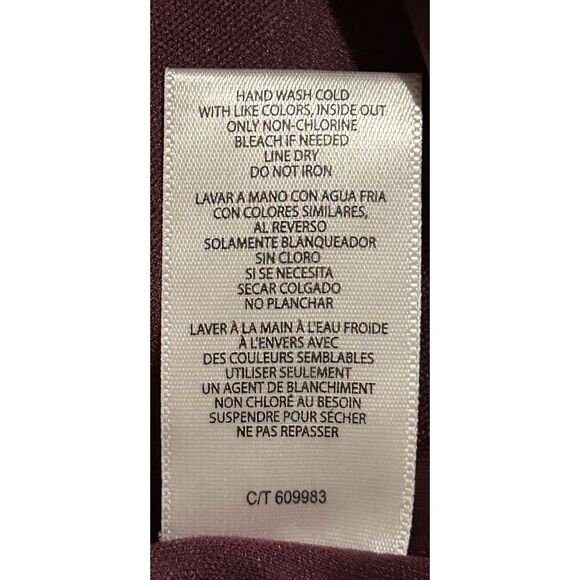 HAND WASH COLD
WITH LIKE COLORS, INSIDE OUT
ONLY NON-CHLORINE
BLEACH IF NEEDED
LINE DRY
DO NOT IRON
LAVAR A MANO CON AGUA FRIA
CON COLORES SIMILARES,
AL REVERSO
SOLAMENTE BLANQUEADOR
SIN CLORO
SI SE NECESITA
SECAR COLGADO
NO PLANCHAR
LAVER À LA MAIN À L'EAU FROIDE
À L'ENVERS AVEC
DES COULEURS SEMBLABLES
UTILISER SEULEMENT
UN AGENT DE BLANCHIMENT
NON CHLORÉ AU BESOIN
SUSPENDRE POUR SÉCHER
NE PAS REPASSER
C/T 609983